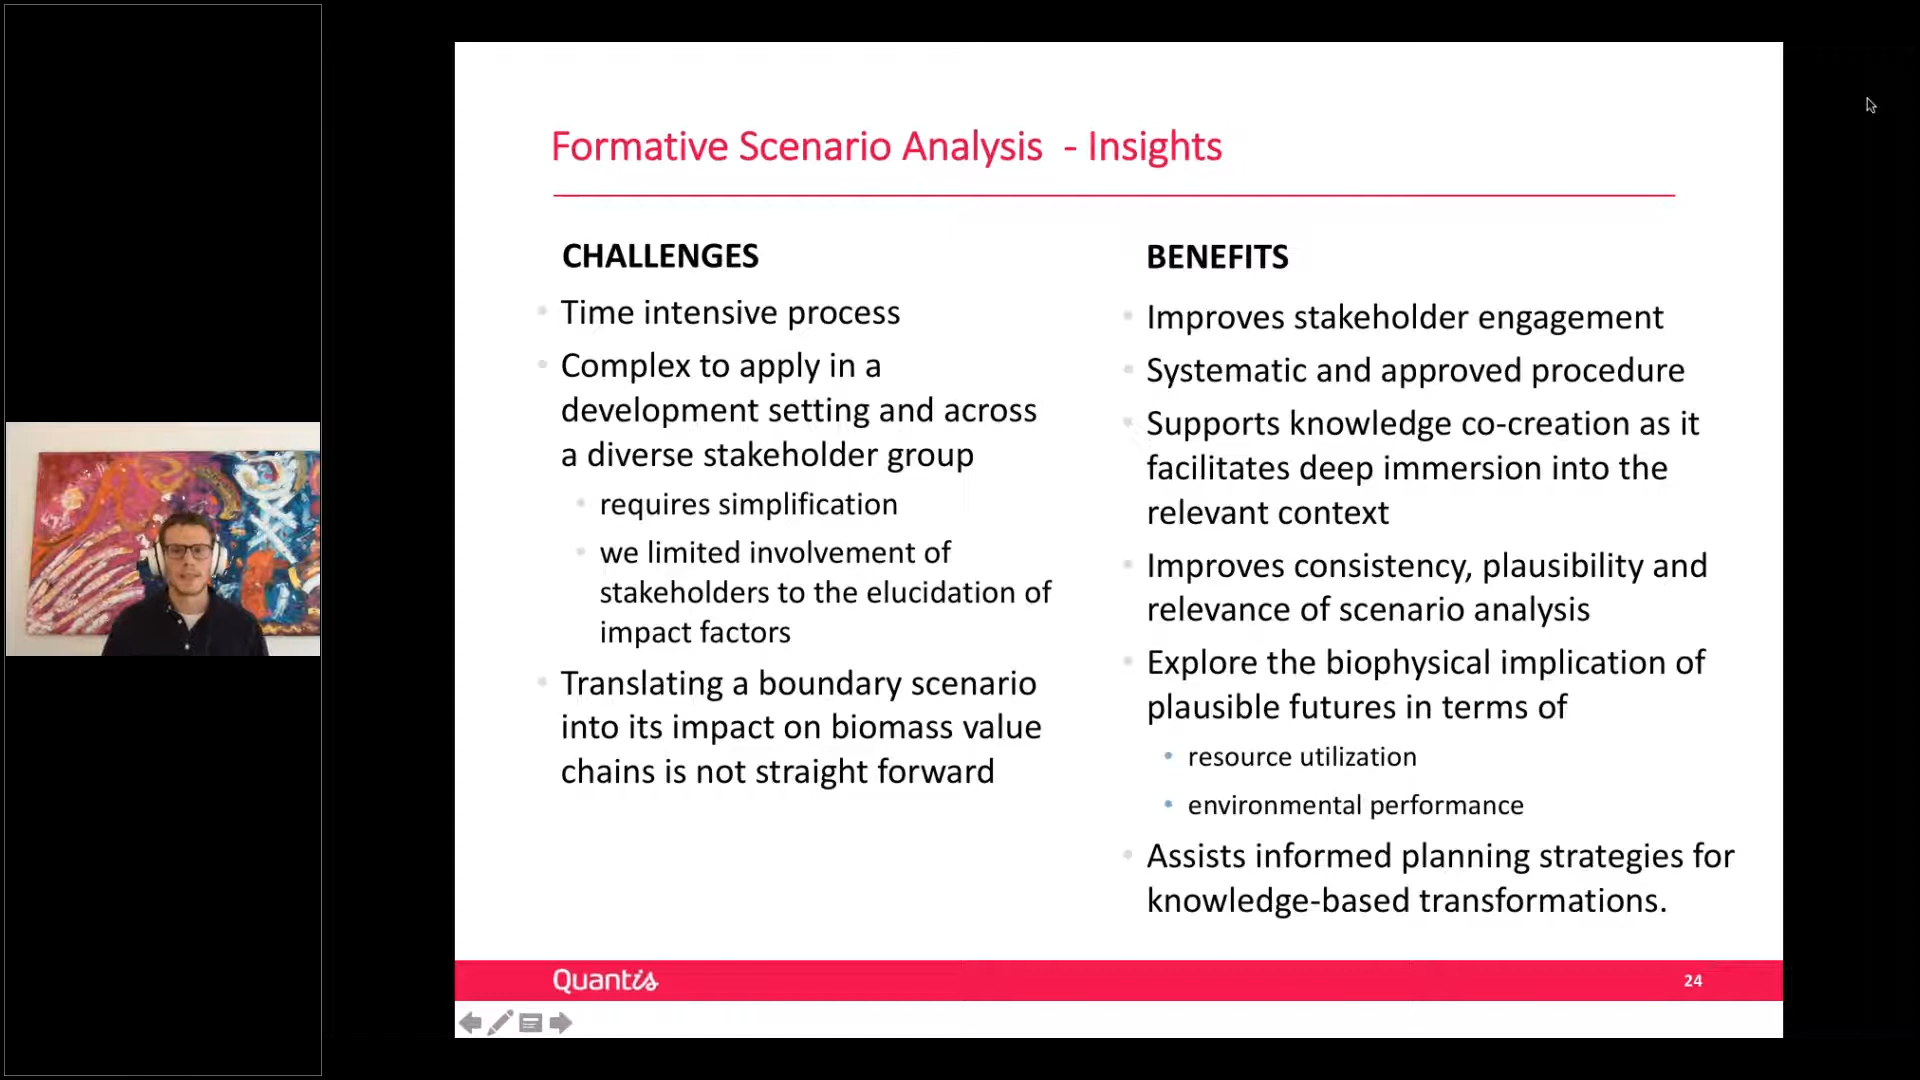 Formative Scenario Analysis - Insights
CHALLENGES
Time intensive process
Complex to apply in a
development setting and across
a diverse stakeholder group
requires simplification
we limited involvement of
stakeholders to the elucidation of
impact factors
Translating a boundary scenario
into its impact on biomass value
chains is not straight forward
BENEFITS
Improves stakeholder engagement
Systematic and approved procedure
Supports knowledge co-creation as it
facilitates deep immersion into the
relevant context
Improves consistency, plausibility and
relevance of scenario analysis
Explore the biophysical implication of
plausible futures in terms of
resource utilization
environmental performance
Assists informed planning strategies for
knowledge-based transformations.
Quantis
24